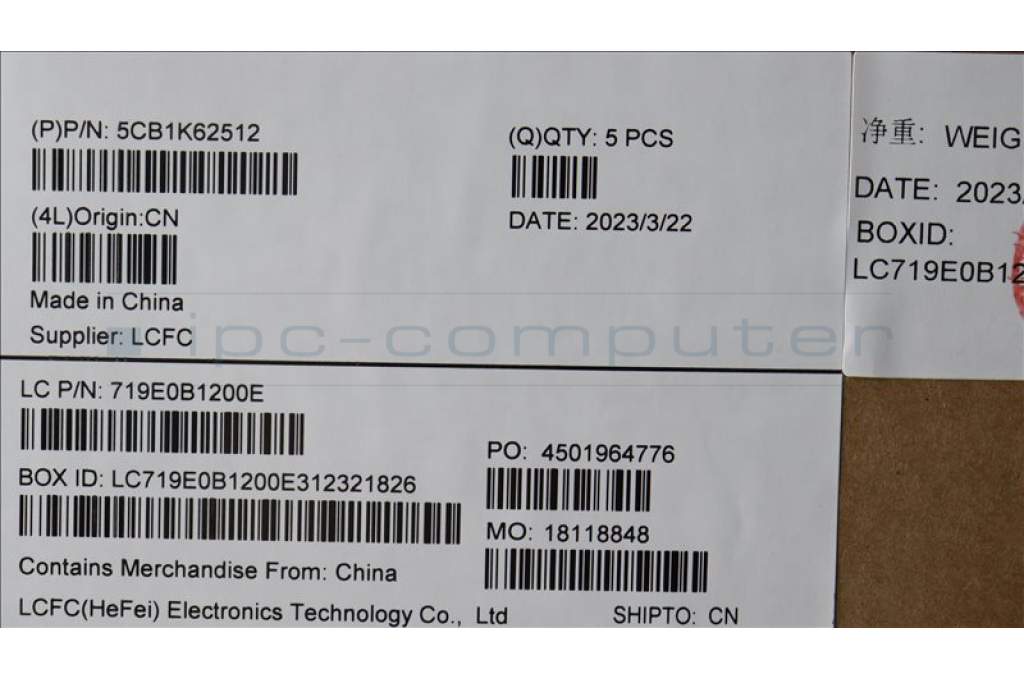 (P)P/N: 5CB1K62512
(Q)QTY: 5 PCS
(4L)Origin:CN
DATE: 2023/3/22
Made in China
Supplier: LCFC
净重: WEIG
DATE: 2023/
BOXID:
LC719E0B12
ipc-computer
LC P/N: 719E0B1200E
BOX ID: LC719E0B1200E312321826
PO: 4501964776
MO: 18118848
Contains Merchandise From: China
LCFC(HeFei) Electronics Technology Co., Ltd
SHIPTO: CN